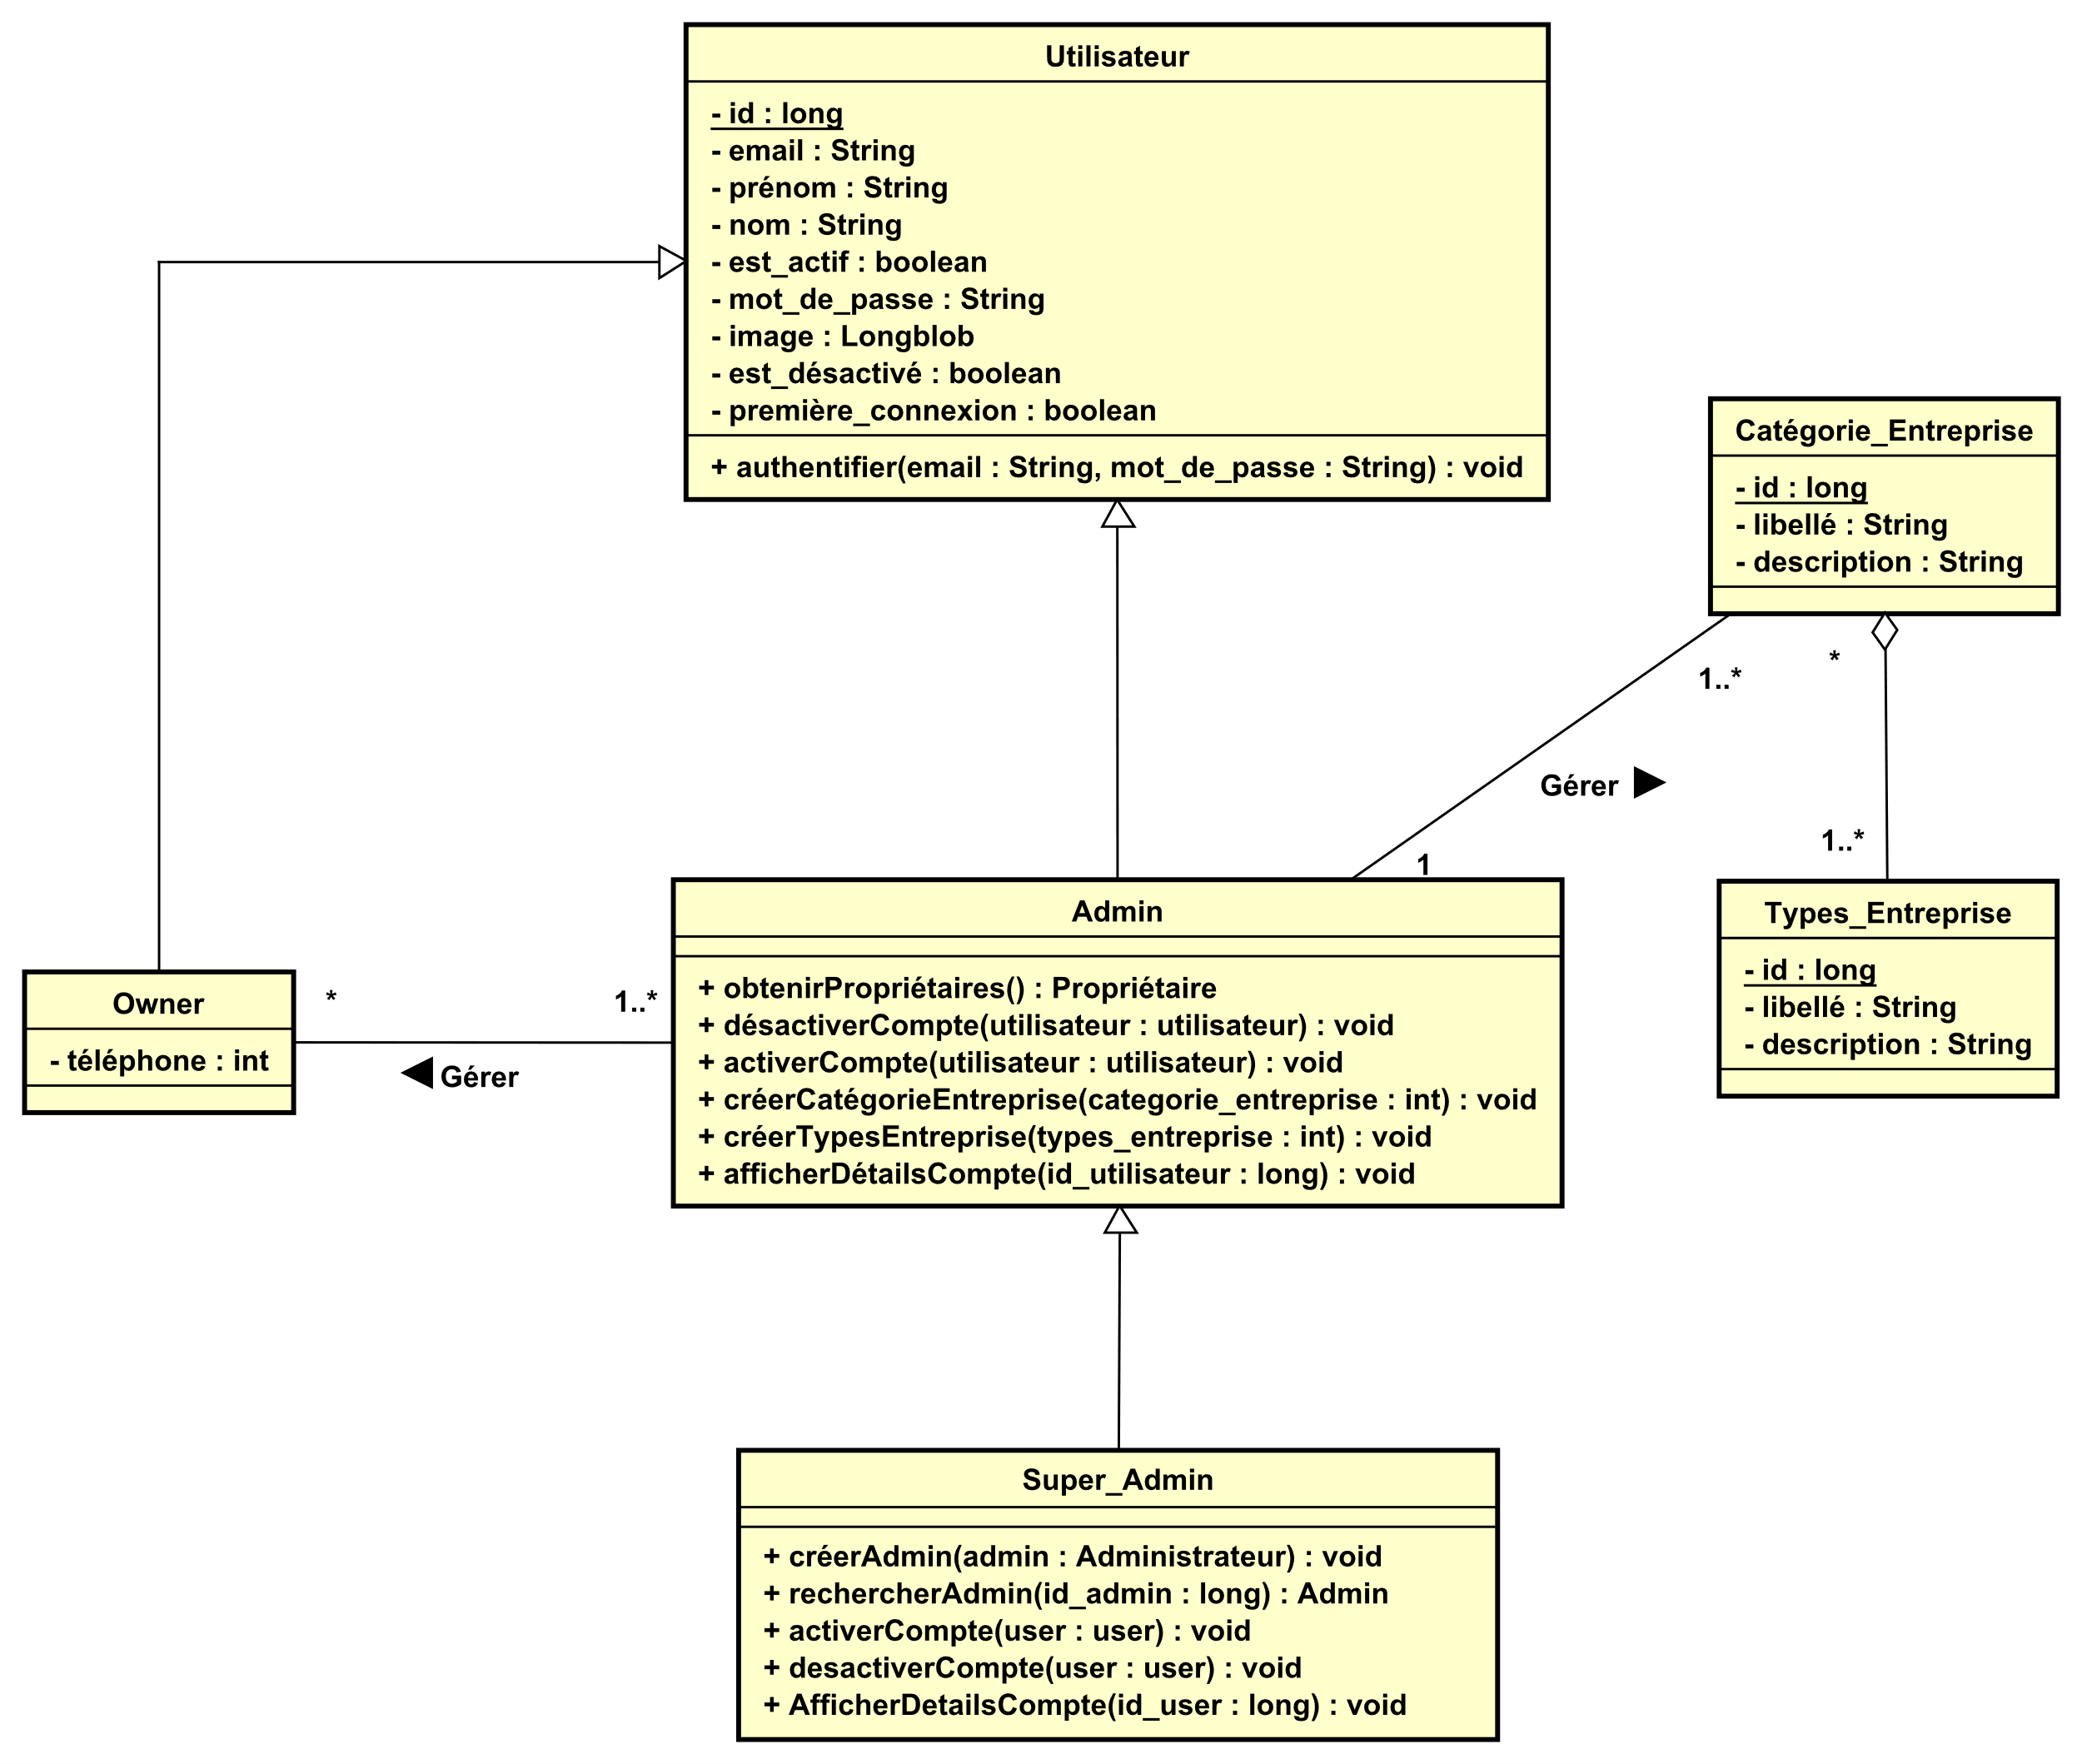 Utilisateur
- id : long
- email : String
- prénom : String
- nom : String
- est_actif : boolean
- mot_de_passe : String
- image : Longblob
- est_désactivé : boolean
- première_connexion : boolean
+ authentifier(email : String, mot_de_passe : String) : void
Catégorie_Entreprise
- id : long
- libellé : String
- description : String
*
1..*
Gérer
1..*
1
Types_Entreprise
- id : long
- libellé : String
- description : String
Admin
+ obtenirPropriétaires() : Propriétaire
+ désactiverCompte(utilisateur : utilisateur) : void
+ activerCompte(utilisateur : utilisateur) : void
+ créerCatégorieEntreprise(categorie_entreprise : int) : void
+ créerTypesEntreprise(types_entreprise : int) : void
+ afficherDétailsCompte(id_utilisateur : long) : void
Owner
- téléphone : int
*
1..*
Gérer
Super_Admin
+ créerAdmin(admin : Administrateur) : void
+ rechercherAdmin(id_admin : long) : Admin
+ activerCompte(user : user) : void
+ desactiverCompte(user : user) : void
+ AfficherDetailsCompte(id_user : long) : void